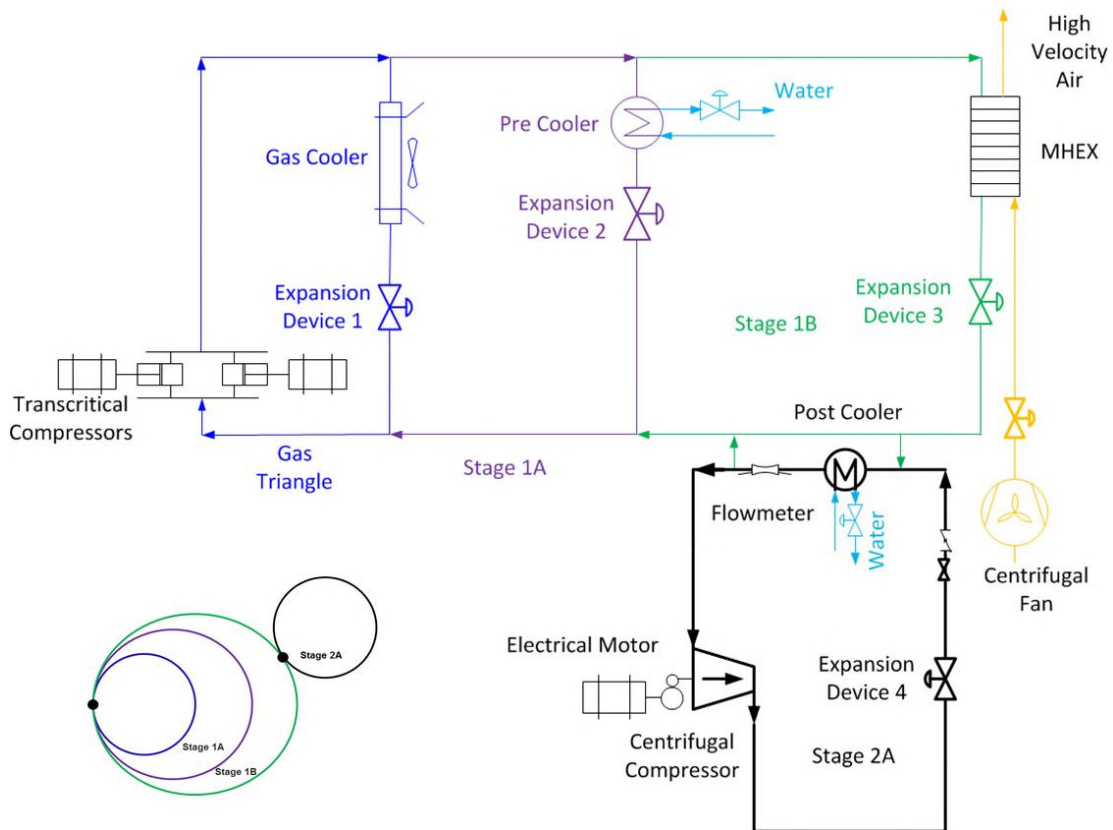 High
Velocity
Air
Water
Pre Cooler
Gas Cooler
MHEX
Expansion
Device 2
Expansion
Device 1
Expansion
Device 3
Stage 1B
Transcritical
Compressors
Post Cooler
Gas
Triangle
Stage 1A
Flowmeter
Water
Centrifugal
Fan
Stage 2A
Electrical Motor
Expansion
Device 4
Stage 1A
Stage 1B
Centrifugal
Compressor
Stage 2A